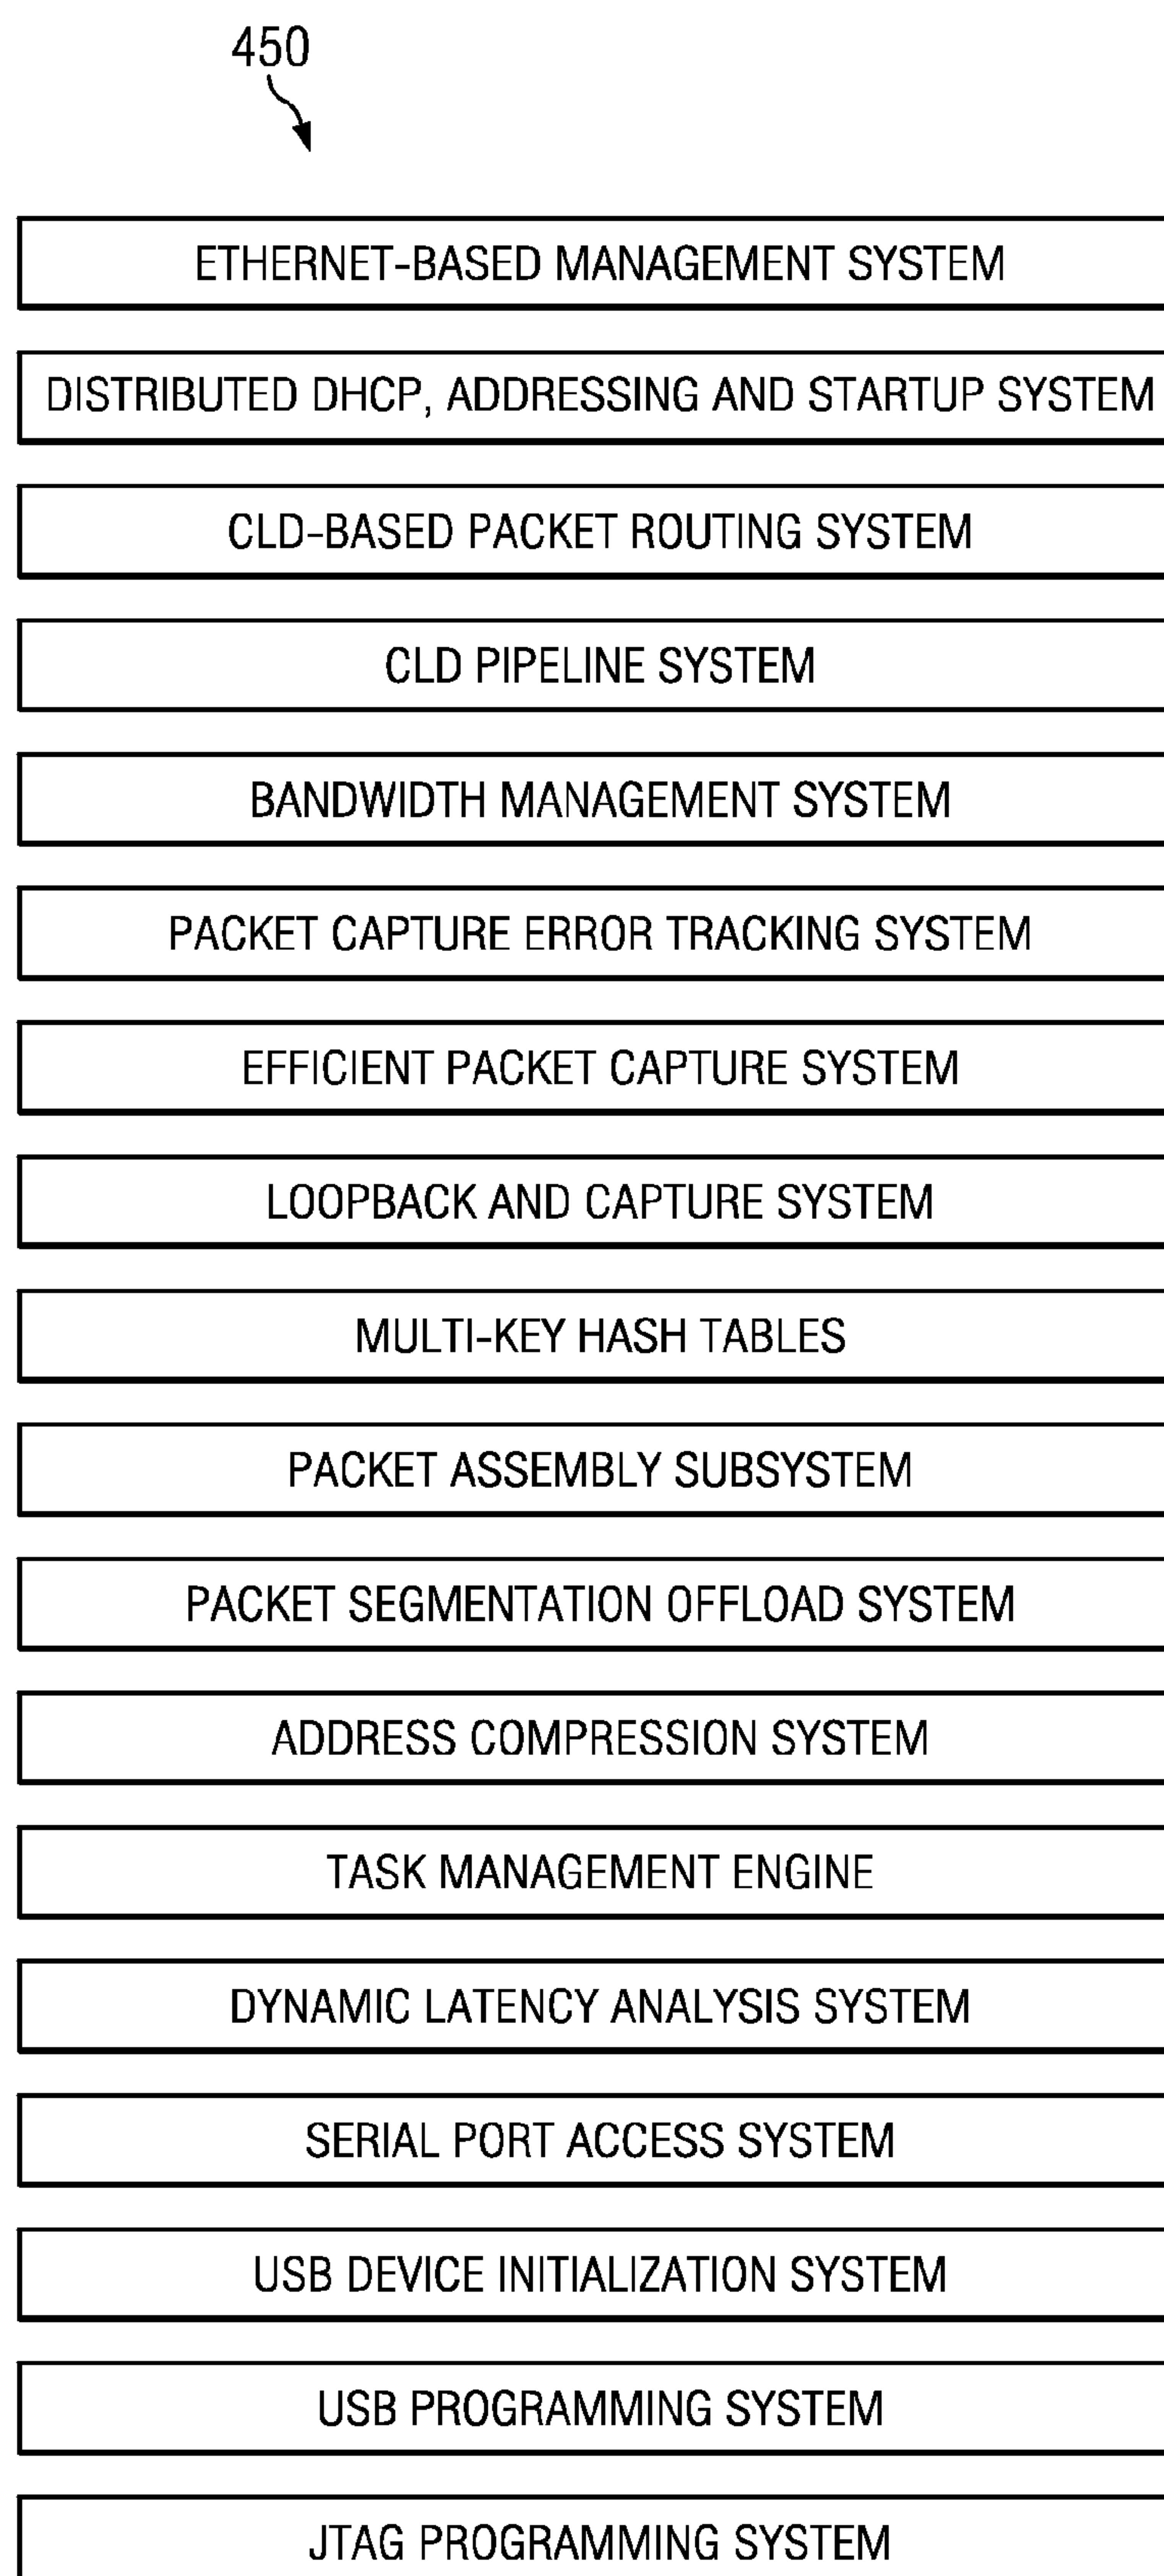 450
ETHERNET-BASED MANAGEMENT SYSTEM
DISTRIBUTED DHCP, ADDRESSING AND STARTUP SYSTEM
CLD-BASED PACKET ROUTING SYSTEM
CLD PIPELINE SYSTEM
BANDWIDTH MANAGEMENT SYSTEM
PACKET CAPTURE ERROR TRACKING SYSTEM
EFFICIENT PACKET CAPTURE SYSTEM
LOOPBACK AND CAPTURE SYSTEM
MULTI-KEY HASH TABLES
PACKET ASSEMBLY SUBSYSTEM
PACKET SEGMENTATION OFFLOAD SYSTEM
ADDRESS COMPRESSION SYSTEM
TASK MANAGEMENT ENGINE
DYNAMIC LATENCY ANALYSIS SYSTEM
SERIAL PORT ACCESS SYSTEM
USB DEVICE INITIALIZATION SYSTEM
USB PROGRAMMING SYSTEM
JTAG PROGRAMMING SYSTEM